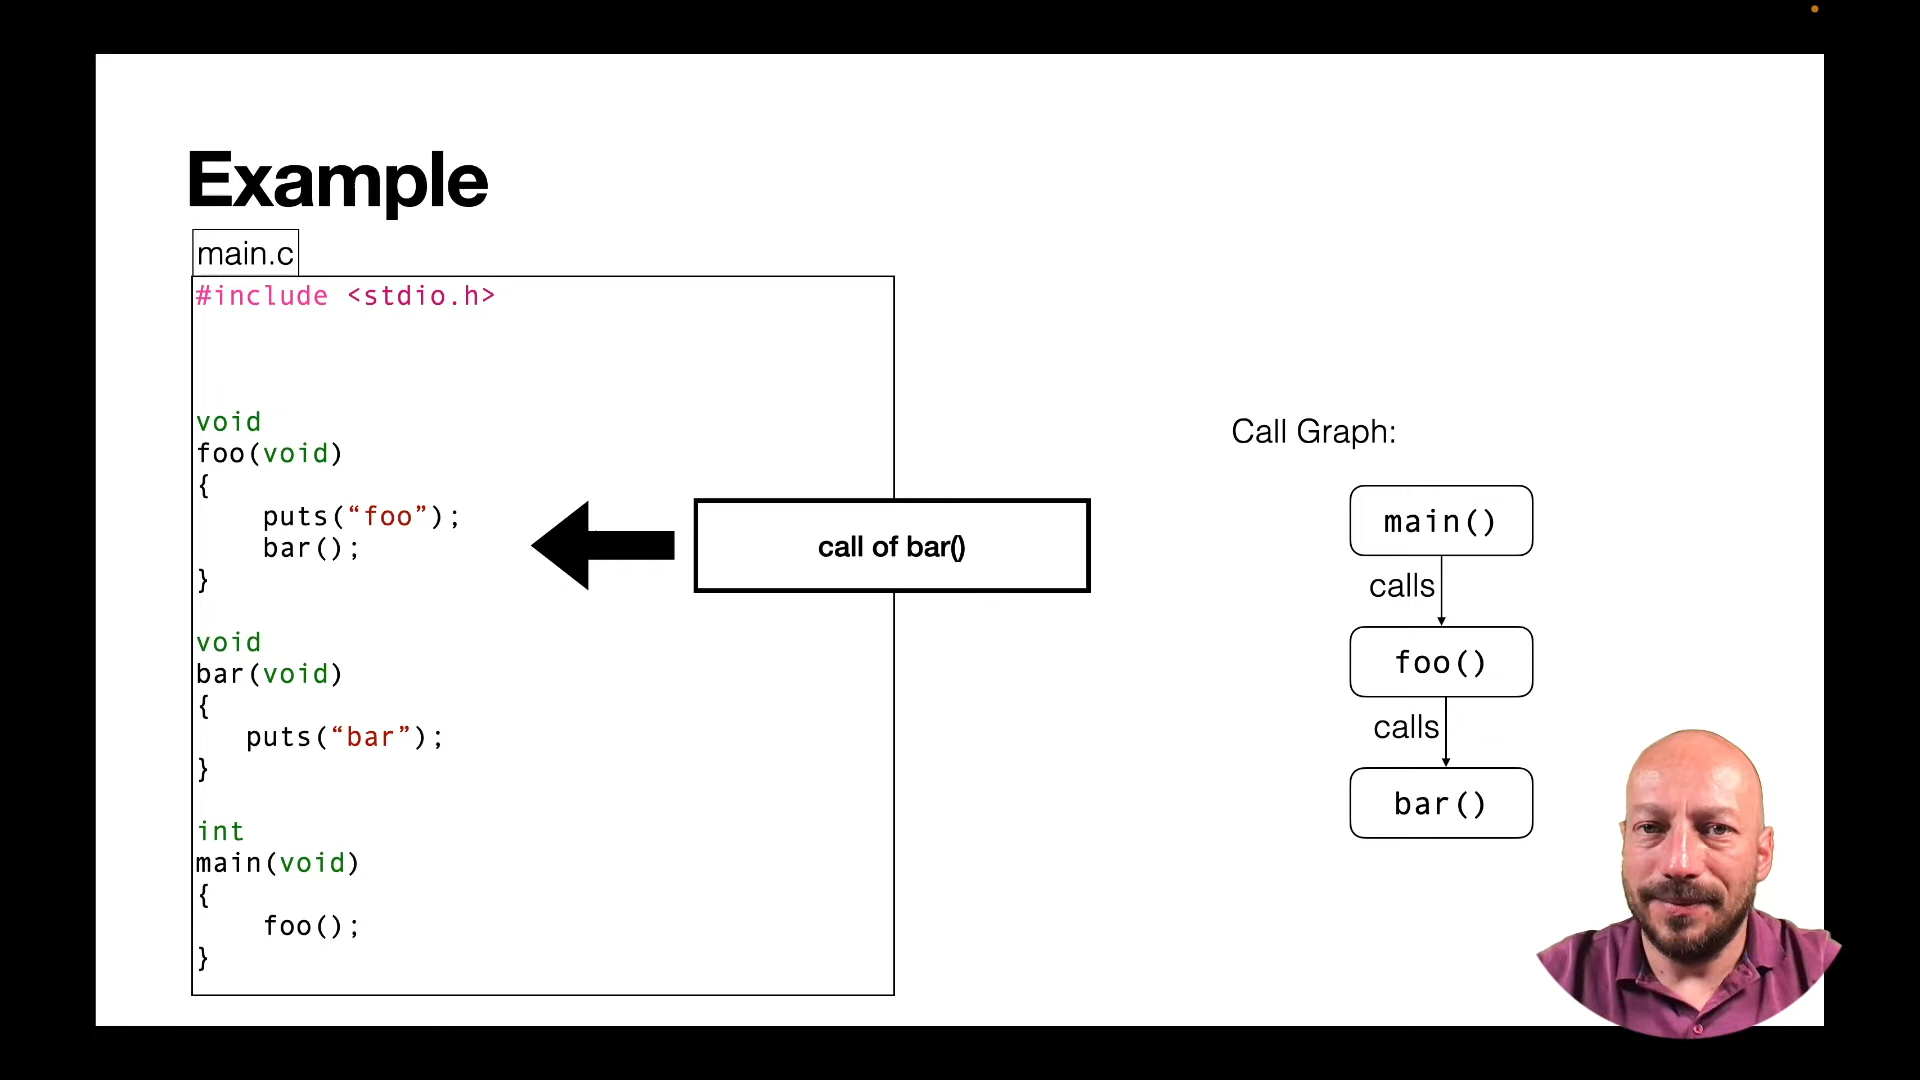 Example
main.c
#include <stdio.h>
void
foo(void)
{
puts(“foo”);
bar();
}
void
bar(void)
{
puts(“bar”);
}
int
main(void)
{
foo();
}
call of bar()
Call Graph:
main()
calls
foo()
calls
bar()